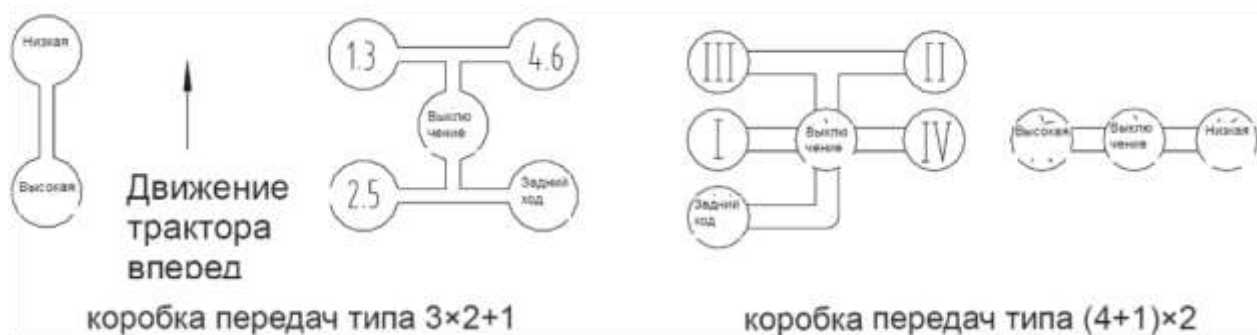 Низкая
Высокая
Движение
трактора
вперед
1.3
4.6
Выклю
чение
2.5
Задний
ход
коробка передач типа 3×2+1
III
II
I
Выклю
чение
IV
Задний
ход
Высокая
Выклю
чение
Низкая
коробка передач типа (4+1)×2